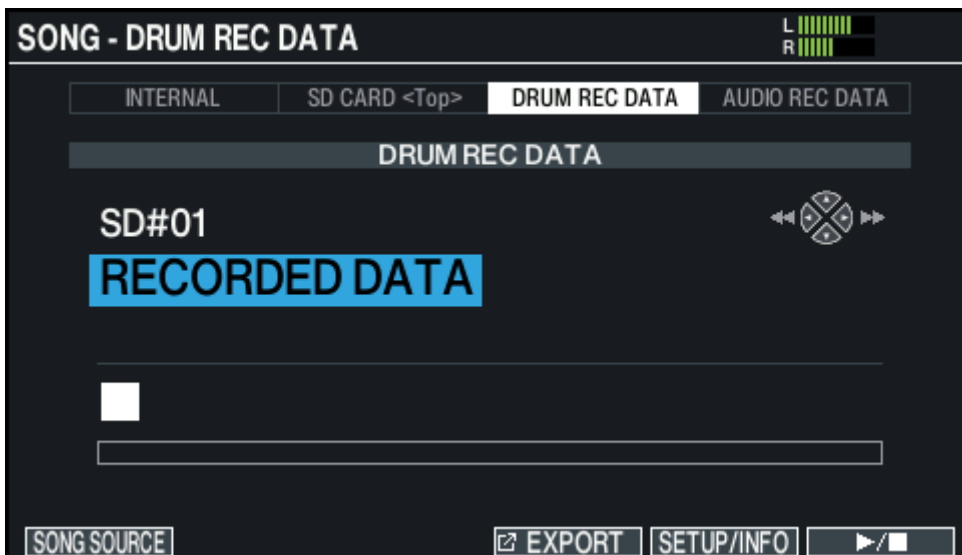 SONG - DRUM REC DATA
L
R
INTERNAL SD CARD <Top> DRUM REC DATA AUDIO REC DATA
DRUM REC DATA
SD#01
RECORDED DATA
SONG SOURCE EXPORT SETUP/INFO ▶/■